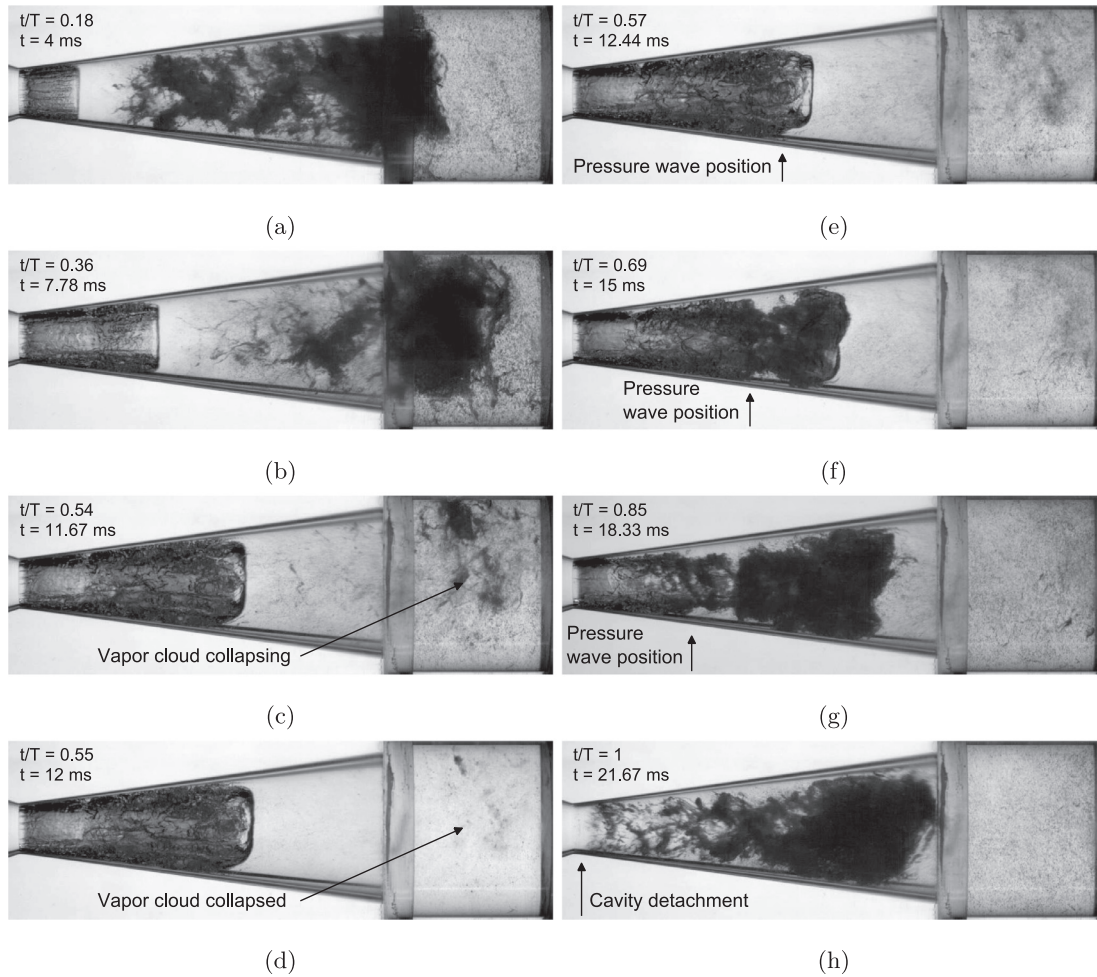 t/T = 0.18
t = 4 ms
(a)
t/T = 0.36
t = 7.78 ms
(b)
t/T = 0.54
t = 11.67 ms
Vapor cloud collapsing
(c)
t/T = 0.55
t = 12 ms
Vapor cloud collapsed
(d)
t/T = 0.57
t = 12.44 ms
Pressure wave position
(e)
t/T = 0.69
t = 15 ms
Pressure
wave position
(f)
t/T = 0.85
t = 18.33 ms
Pressure
wave position
(g)
t/T = 1
t = 21.67 ms
Cavity detachment
(h)